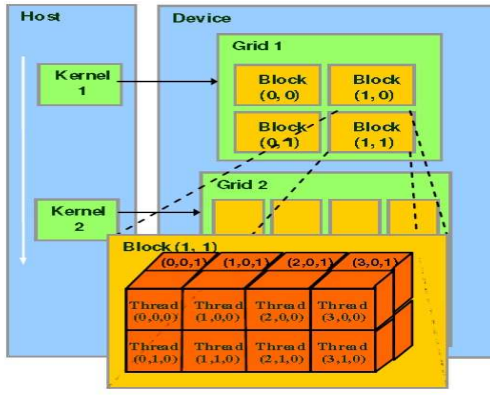 Host
Device
Grid 1
Kernel
1
Block
(0, 0)
Block
(1, 0)
Block
(0, 1)
Block
(1, 1)
Grid 2
Kernel
2
Block (1, 1)
(0,0,1) (1,0,1) (2,0,1) (3,0,1)
Thread
(0,0,0)
Thread
(1,0,0)
Thread
(2,0,0)
Thread
(3,0,0)
Thread
(0,1,0)
Thread
(1,1,0)
Thread
(2,1,0)
Thread
(3,1,0)